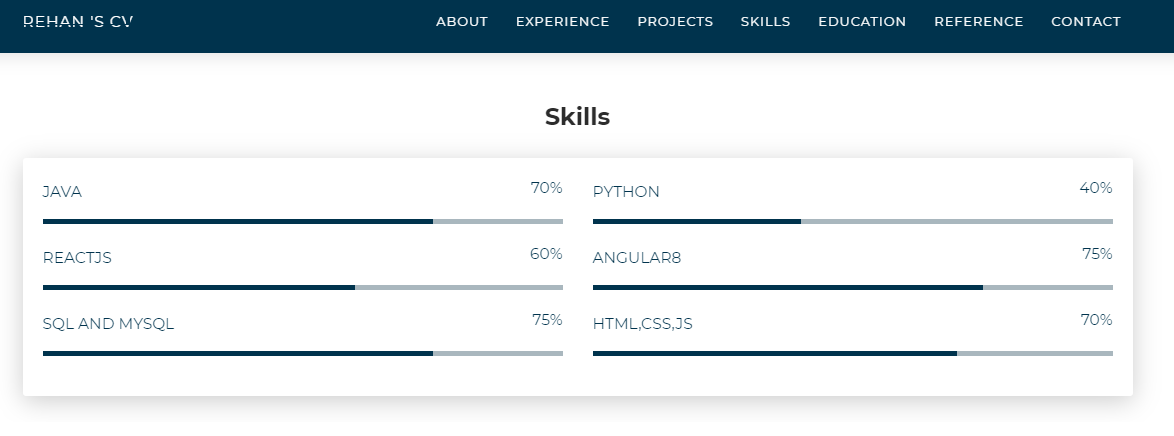 REHAN 'S CV
ABOUT EXPERIENCE PROJECTS SKILLS EDUCATION REFERENCE CONTACT
Skills
JAVA 70%
PYTHON 40%
REACTJS 60%
ANGULAR8 75%
SQL AND MYSQL 75%
HTML,CSS,JS 70%